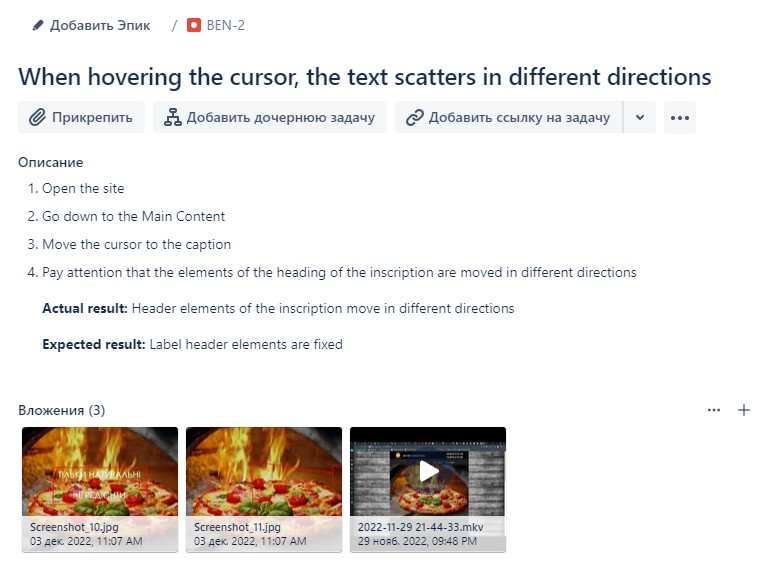 Добавить Эпик / BEN-2
When hovering the cursor, the text scatters in different directions
Прикрепить Добавить дочернюю задачу Добавить ссылку на задачу
Описание
1. Open the site
2. Go down to the Main Content
3. Move the cursor to the caption
4. Pay attention that the elements of the heading of the inscription are moved in different directions
Actual result: Header elements of the inscription move in different directions
Expected result: Label header elements are fixed
Вложения (3)
ТІЛЬКИ НАТУРАЛЬНІ
ІНГРЕДІЄНТИ
Screenshot_10.jpg
03 дек. 2022, 11:07 AM
Screenshot_11.jpg
03 дек. 2022, 11:07 AM
2022-11-29 21-44-33.mkv
29 нояб. 2022, 09:48 PM